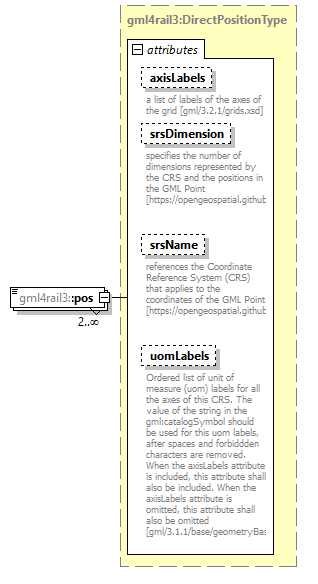 gml4rail3:DirectPositionType
attributes
axisLabels
a list of labels of the axes of
the grid [gml/3.2.1/grids.xsd]
srsDimension
specifies the number of
dimensions represented by
the CRS and the positions in
the GML Point
[https://opengeospatial.github
srsName
references the Coordinate
Reference System (CRS)
that applies to the
coordinates of the GML Point
[https://opengeospatial.github
gml4rail3::pos
2..∞
uomLabels
Ordered list of unit of
measure (uom) labels for all
the axes of this CRS. The
value of the string in the
gml:catalogSymbol should
be used for this uom labels,
after spaces and forbiddden
characters are removed.
When the axisLabels attribute
is included, this attribute shall
also be included. When the
axisLabels attribute is
omitted, this attribute shall
also be omitted
[gml/3.1.1/base/geometryBas